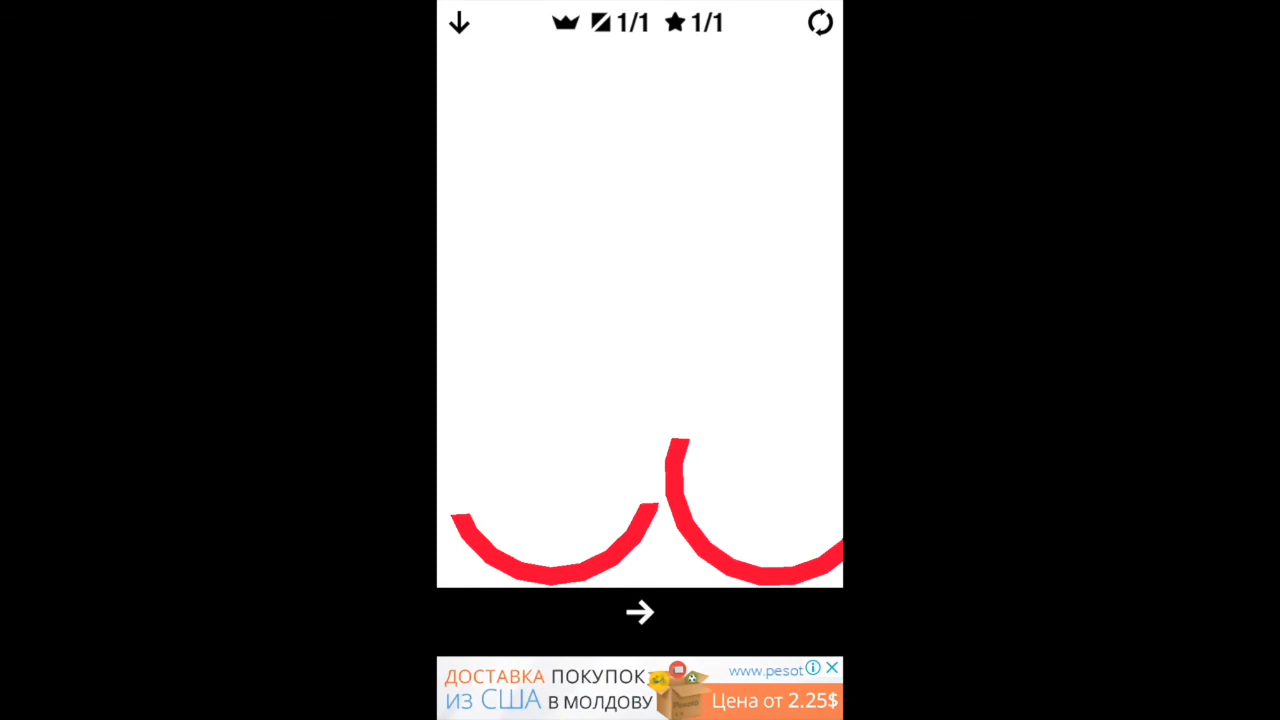 1/1 1/1
ДОСТАВКА ПОКУПОК
ИЗ США В МОЛДОВУ
www.pesot
Цена от 2.25$